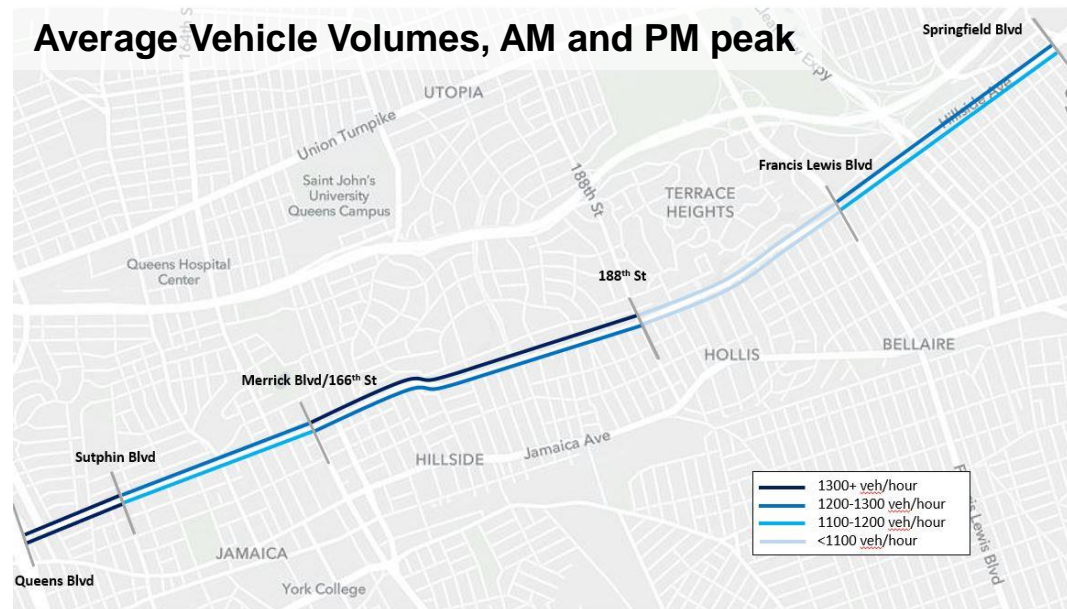 Average Vehicle Volumes, AM and PM peak
Springfield Blvd
164th S
Expy
UTOPIA
Hillside Ave
Union Turnpike
Francis Lewis Blvd
188th St
Saint John's
University
Queens Campus
TERRACE
HEIGHTS
Queens Hospital
Center
188th St
BELLAIRE
HOLLIS
Merrick Blvd/166th St
Jamaica Ave
HILLSIDE
Sutphin Blvd
1300+ veh/hour
1200-1300 veh/hour
1100-1200 veh/hour
<1100 veh/hour
is Lewis Blvd
JAMAICA
Queens Blvd
York College